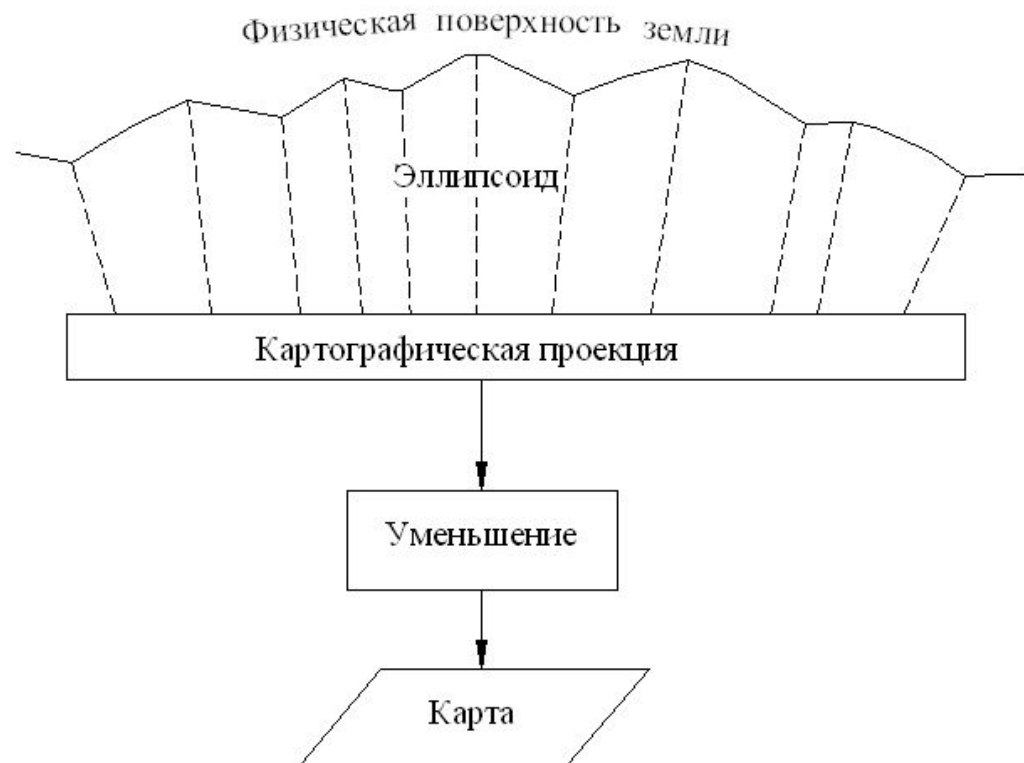 Физическая поверхность земли
Эллипсоид
Картографическая проекция
Уменьшение
Карта